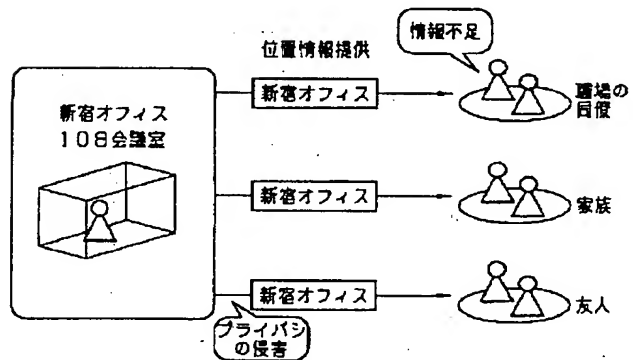 情報不足
位置情報提供
新宿オフィス
108会議室
新宿オフィス
職場の
同僚
新宿オフィス
家族
新宿オフィス
友人
プライバシ
の侵害